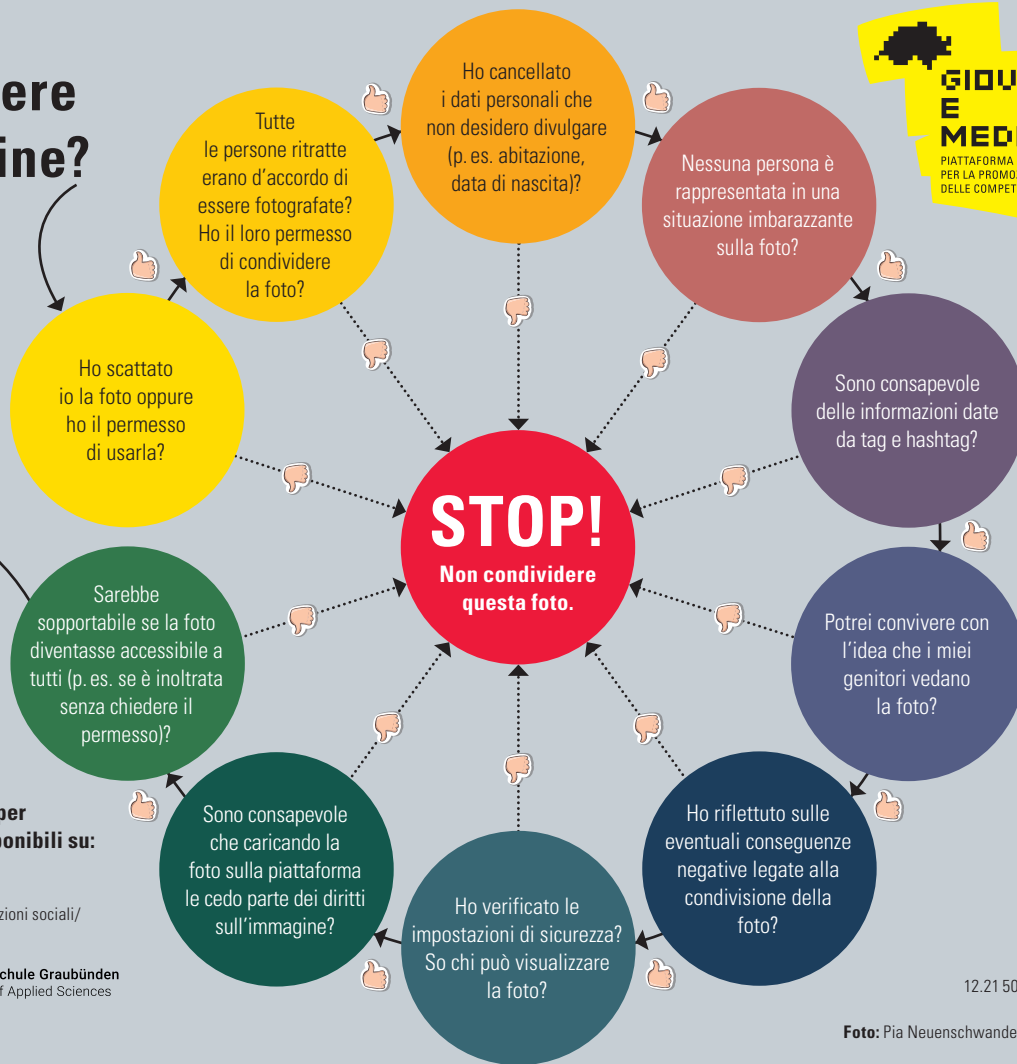 ere
ine?
GIOV
E
MEDI
PIATTAFORMA
PER LA PROMOZ
DELLE COMPET
Ho scattato
io la foto oppure
ho il permesso
di usarla?
Tutte
le persone ritratte
erano d’accordo di
essere fotografate?
Ho il loro permesso
di condividere
la foto?
Ho cancellato
i dati personali che
non desidero divulgare
(p. es. abitazione,
data di nascita)?
Nessuna persona è
rappresentata in una
situazione imbarazzante
sulla foto?
Sono consapevole
delle informazioni date
da tag e hashtag?
Potrei convivere con
l’idea che i miei
genitori vedano
la foto?
Ho riflettuto sulle
eventuali conseguenze
negative legate alla
condivisione della
foto?
Ho verificato le
impostazioni di sicurezza?
So chi può visualizzare
la foto?
Sono consapevole
che caricando la
foto sulla piattaforma
le cedo parte dei diritti
sull’immagine?
Sarebbe
sopportabile se la foto
diventasse accessibile a
tutti (p. es. se è inoltrata
senza chiedere il
permesso)?
STOP!
Non condividere
questa foto.
per
onibili su:
zioni sociali/
chule Graubünden
f Applied Sciences
12.21 50
Foto: Pia Neuenschwande